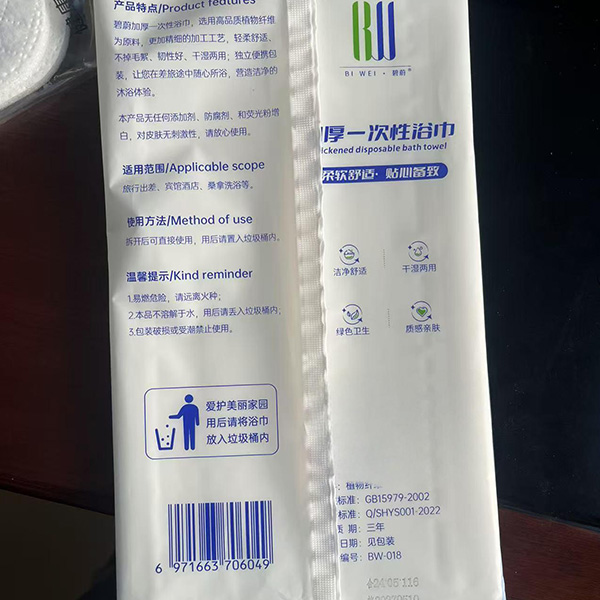 产品特点/Product features
碧蔚加厚一次性浴巾，选用高品质植物纤维
为原料，更加精细的加工工艺，轻柔舒适、
不掉毛絮、韧性好、干湿两用；独立便携包
装，让您在差旅途中随心所浴，营造洁净的
沐浴体验。
本产品无任何添加剂、防腐剂、和荧光粉增
白，对皮肤无刺激性，请放心使用。
适用范围/Applicable scope
旅行出差、宾馆酒店、桑拿洗浴等。
使用方法/Method of use
拆开后可直接使用，用后请置入垃圾桶内。
温馨提示/Kind reminder
1.易燃危险，请远离火种；
2.本品不溶解于水，用后请丢入垃圾桶内；
3.包装破损或受潮禁止使用。
爱护美丽家园
用后请将浴巾
放入垃圾桶内
6 971663 706049
BI WEI · 碧蔚
厚一次性浴巾
ickened disposable bath towel
柔软舒适·贴心备致
洁净舒适
干湿两用
绿色卫生
质感亲肤
: 植物纤
标准: GB15979-2002
标准: Q/SHYS001-2022
期: 三年
日期: 见包装
编号: BW-018